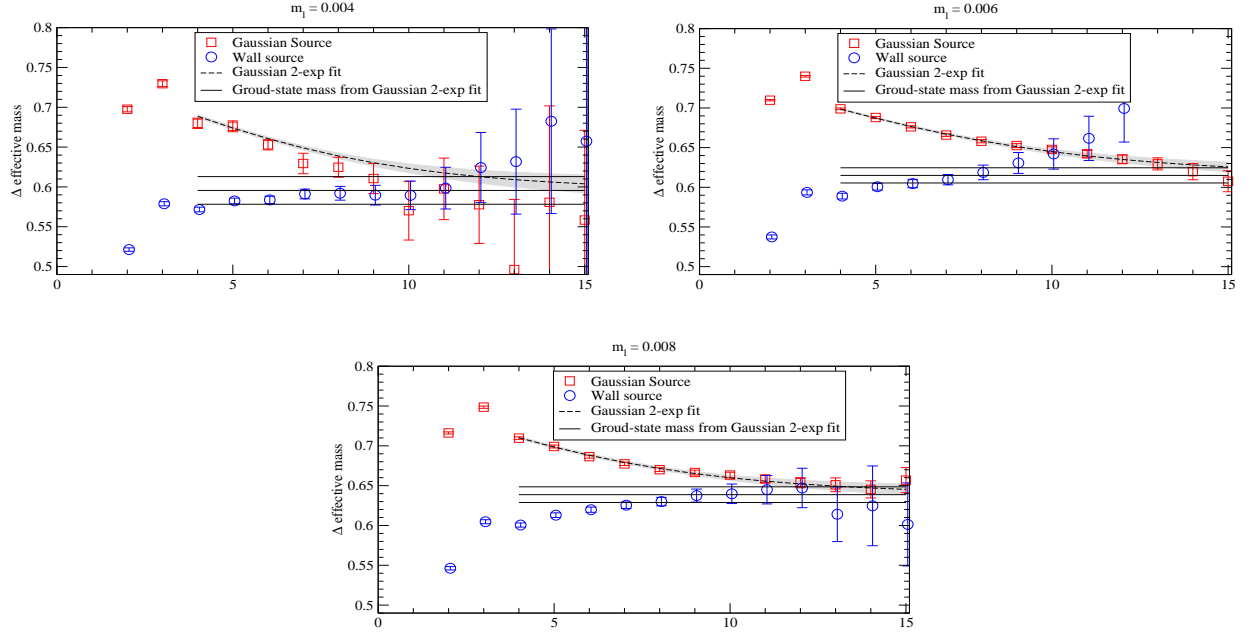 m_l = 0.004
0.8
0.75
0.7
0.65
0.6
0.55
0.5
Δ effective mass
Gaussian Source
Wall source
Gaussian 2-exp fit
Groud-state mass from Gaussian 2-exp fit
0 5 10 15
m_l = 0.006
0.8
0.75
0.7
0.65
0.6
0.55
0.5
Δ effective mass
Gaussian Source
Wall source
Gaussian 2-exp fit
Groud-state mass from Gaussian 2-exp fit
0 5 10 15
m_l = 0.008
0.8
0.75
0.7
0.65
0.6
0.55
0.5
Δ effective mass
Gaussian Source
Wall source
Gaussian 2-exp fit
Groud-state mass from Gaussian 2-exp fit
0 5 10 15